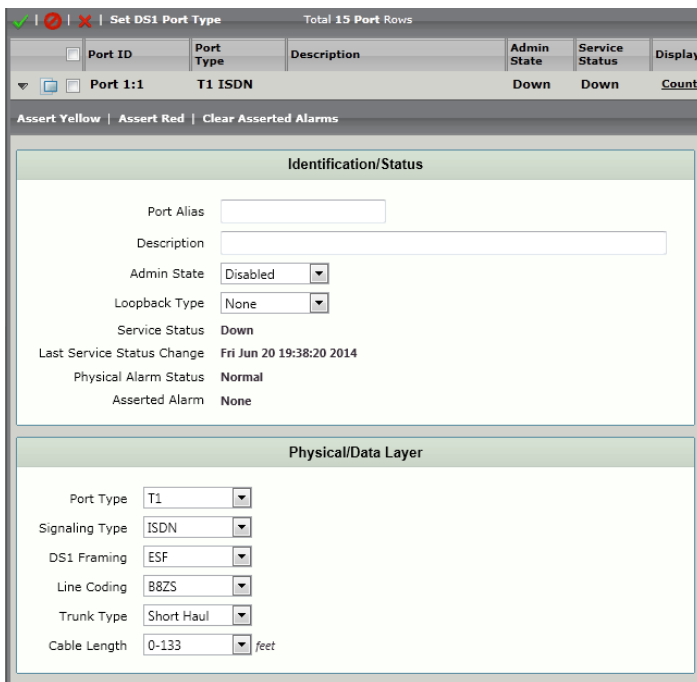 | | | Set DS1 Port Type Total 15 Port Rows
Port ID Port Type Description Admin State Service Status Display
Port 1:1 T1 ISDN Down Down Count
Assert Yellow | Assert Red | Clear Asserted Alarms
Identification/Status
Port Alias
Description
Admin State Disabled
Loopback Type None
Service Status Down
Last Service Status Change Fri Jun 20 19:38:20 2014
Physical Alarm Status Normal
Asserted Alarm None
Physical/Data Layer
Port Type T1
Signaling Type ISDN
DS1 Framing ESF
Line Coding B8ZS
Trunk Type Short Haul
Cable Length 0-133 feet